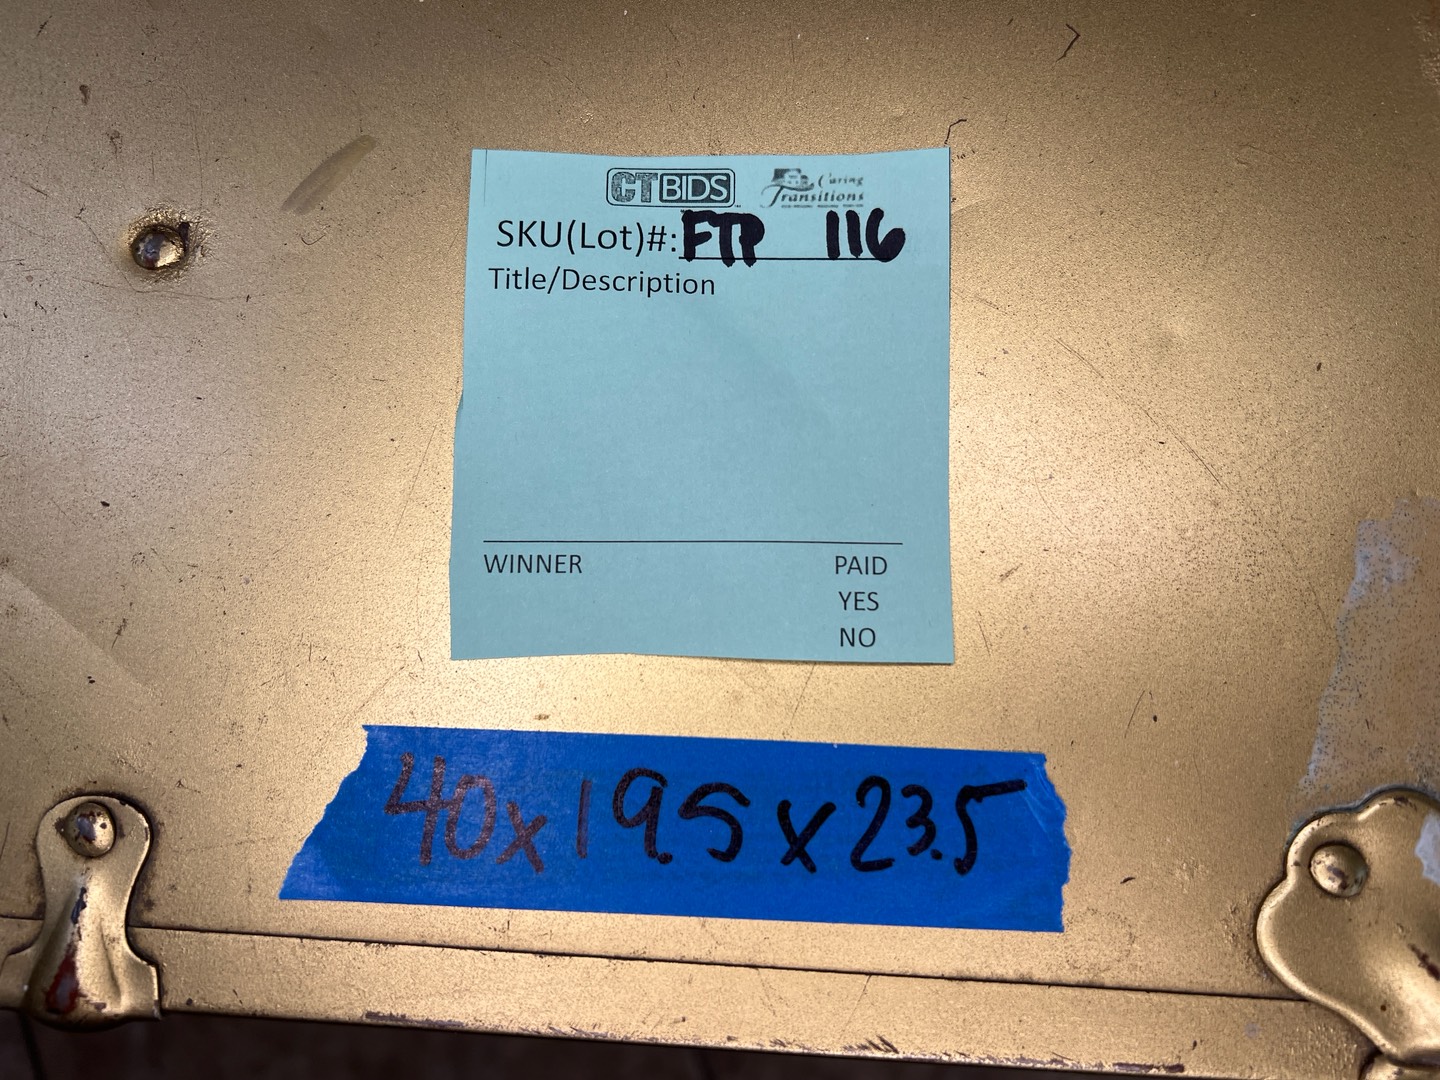 CTBIDS
Caring Transitions
SKU(Lot)#: FTP 116
Title/Description
WINNER PAID
YES
NO
40x19.5x23.5